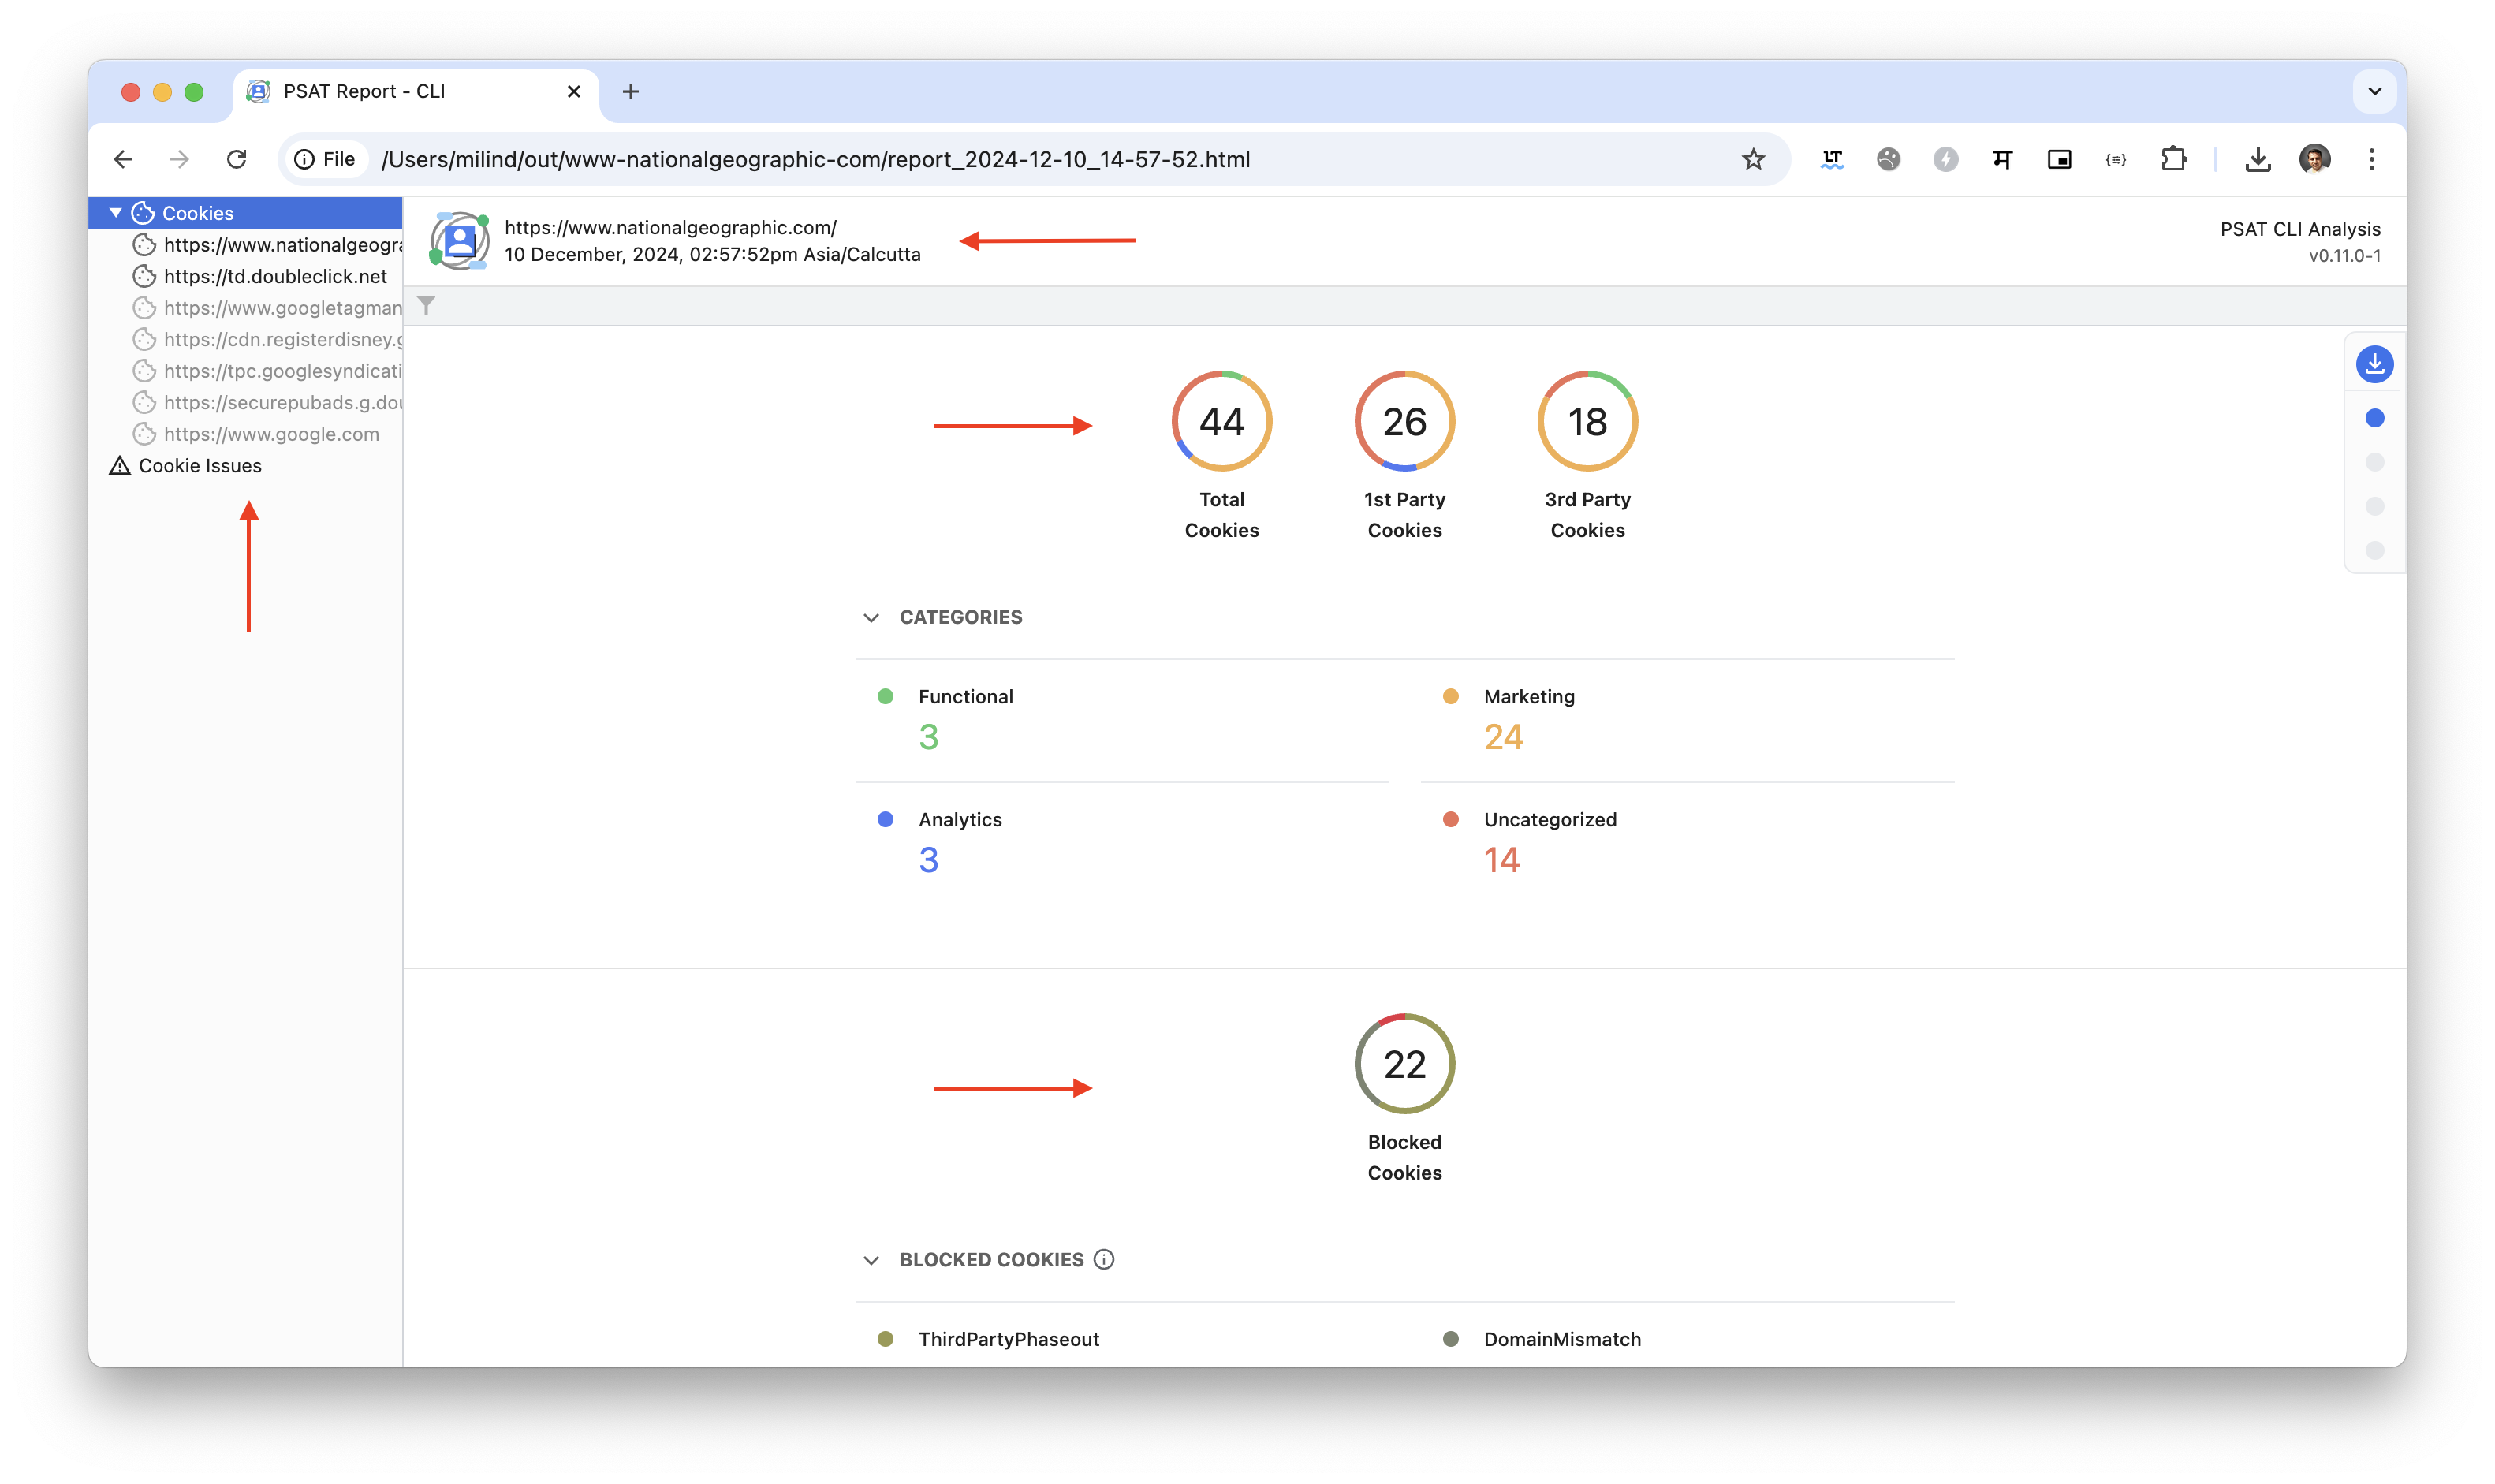 PSAT Report - CLI
File /Users/milind/out/www-nationalgeographic-com/report_2024-12-10_14-57-52.html
LT म {≡}
Cookies
https://www.nationalgeogra
https://td.doubleclick.net
https://www.googletagman
https://cdn.registerdisney.g
https://tpc.googlesyndicati
https://securepubads.g.dou
https://www.google.com
Cookie Issues
https://www.nationalgeographic.com/
10 December, 2024, 02:57:52pm Asia/Calcutta
PSAT CLI Analysis
v0.11.0-1
44 26 18
Total Cookies
1st Party Cookies
3rd Party Cookies
CATEGORIES
Functional
3
Marketing
24
Analytics
3
Uncategorized
14
22
Blocked
Cookies
BLOCKED COOKIES
ThirdPartyPhaseout
DomainMismatch